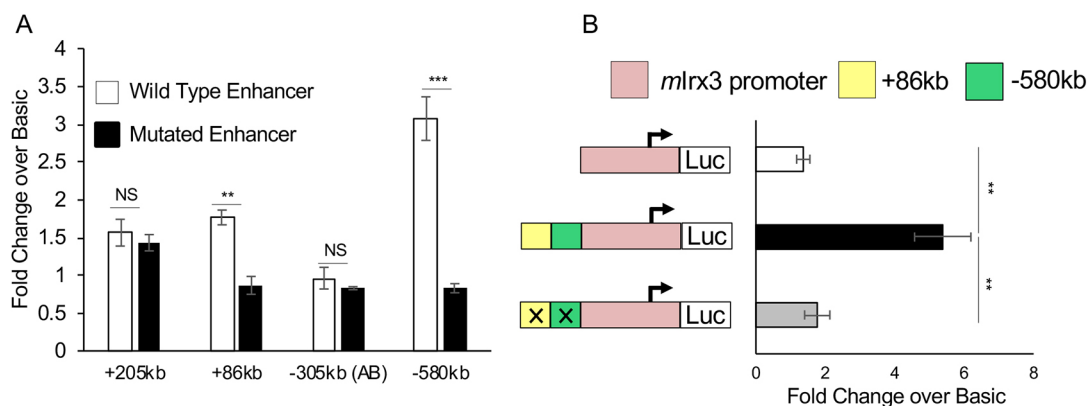 A
Fold Change over Basic
4
3.5
3
2.5
2
1.5
1
0.5
0
Wild Type Enhancer
Mutated Enhancer
NS
**
NS
***
+205kb
+86kb
-305kb (AB)
-580kb
B
mIrx3 promoter
+86kb
-580kb
Luc
Luc
X X Luc
**
**
0 2 4 6 8
Fold Change over Basic